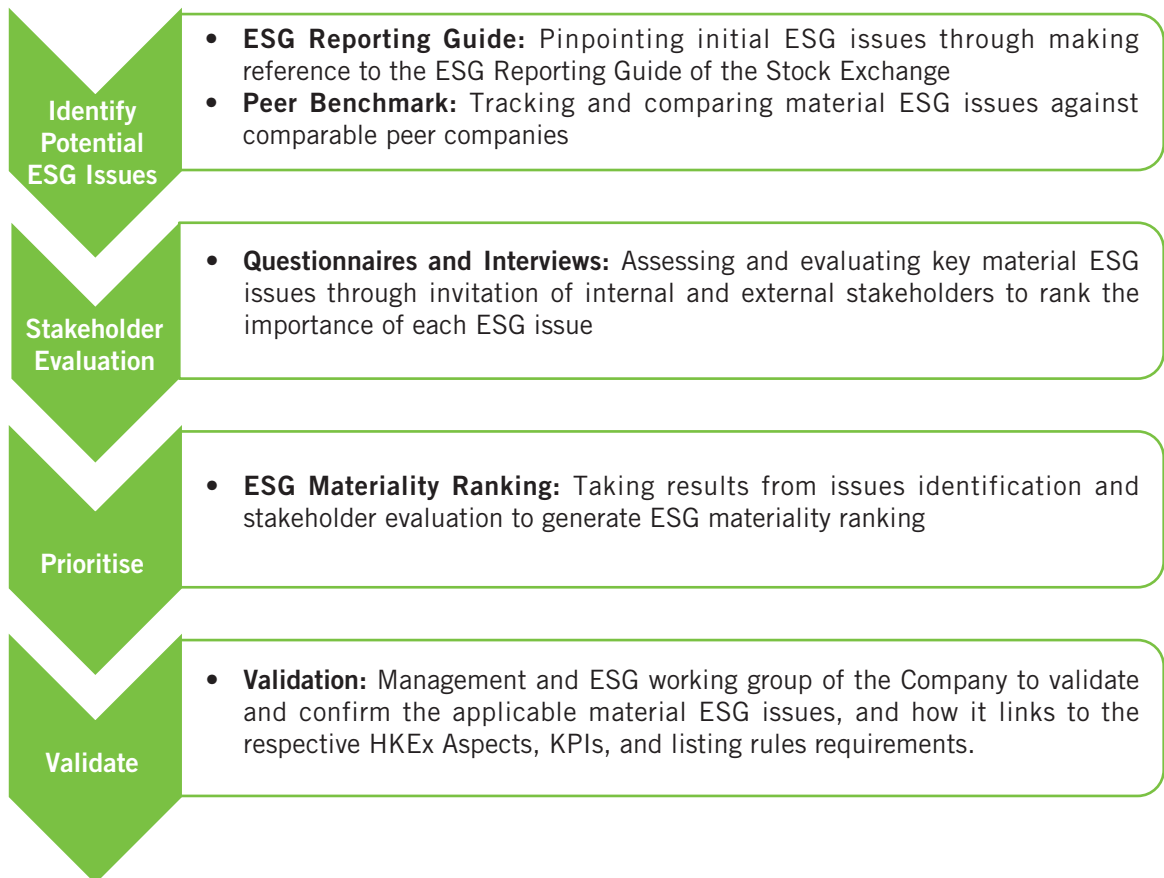 Identify
Potential
ESG Issues
• ESG Reporting Guide: Pinpointing initial ESG issues through making
reference to the ESG Reporting Guide of the Stock Exchange
• Peer Benchmark: Tracking and comparing material ESG issues against
comparable peer companies
Stakeholder
Evaluation
• Questionnaires and Interviews: Assessing and evaluating key material ESG
issues through invitation of internal and external stakeholders to rank the
importance of each ESG issue
Prioritise
• ESG Materiality Ranking: Taking results from issues identification and
stakeholder evaluation to generate ESG materiality ranking
Validate
• Validation: Management and ESG working group of the Company to validate
and confirm the applicable material ESG issues, and how it links to the
respective HKEx Aspects, KPIs, and listing rules requirements.